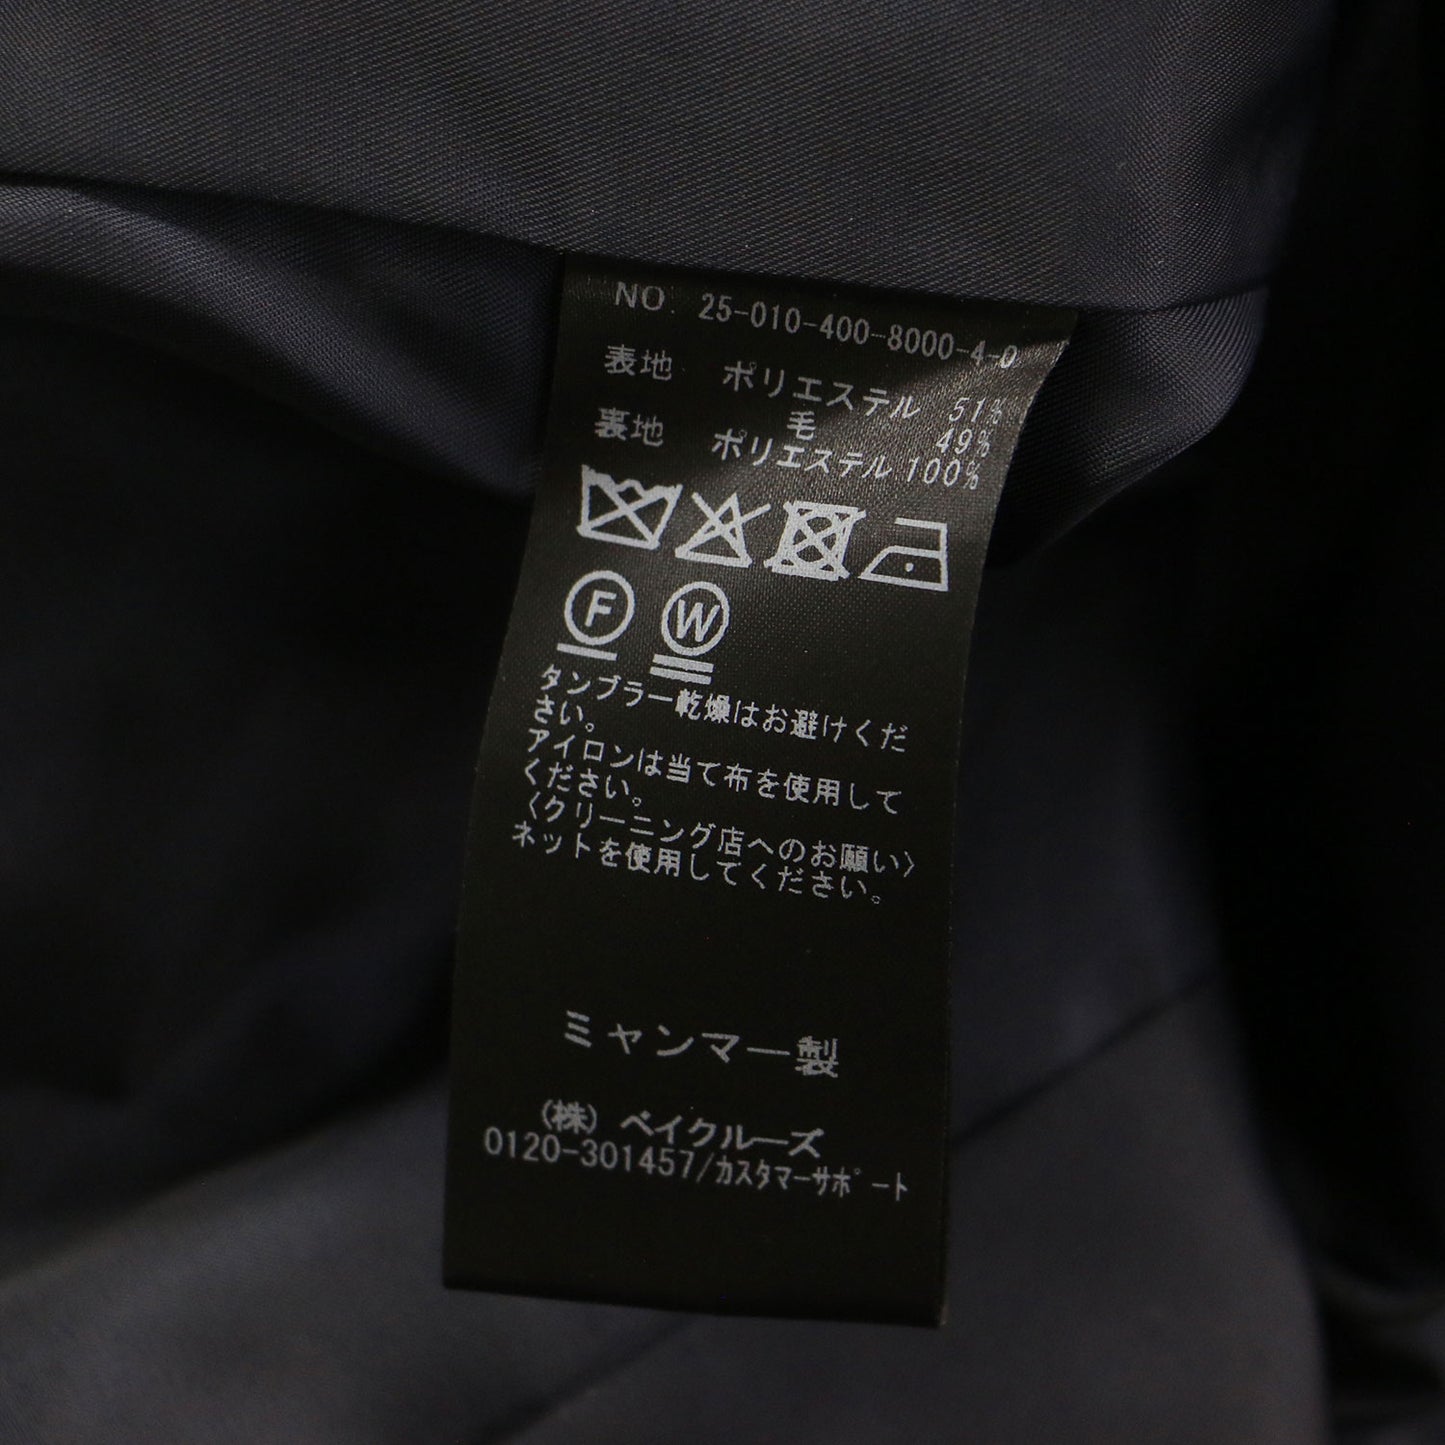 NO. 25-010-400-8000-4-0
表地 ポリエステル 51%
毛 49%
裏地 ポリエステル 100%
F W
タンブラー乾燥はお避けくだ
さい。
アイロンは当て布を使用して
ください。
〈クリーニング店へのお願い〉
ネットを使用してください。
ミャンマー製
(株) ベイクルーズ
0120-301457/カスタマーサポート